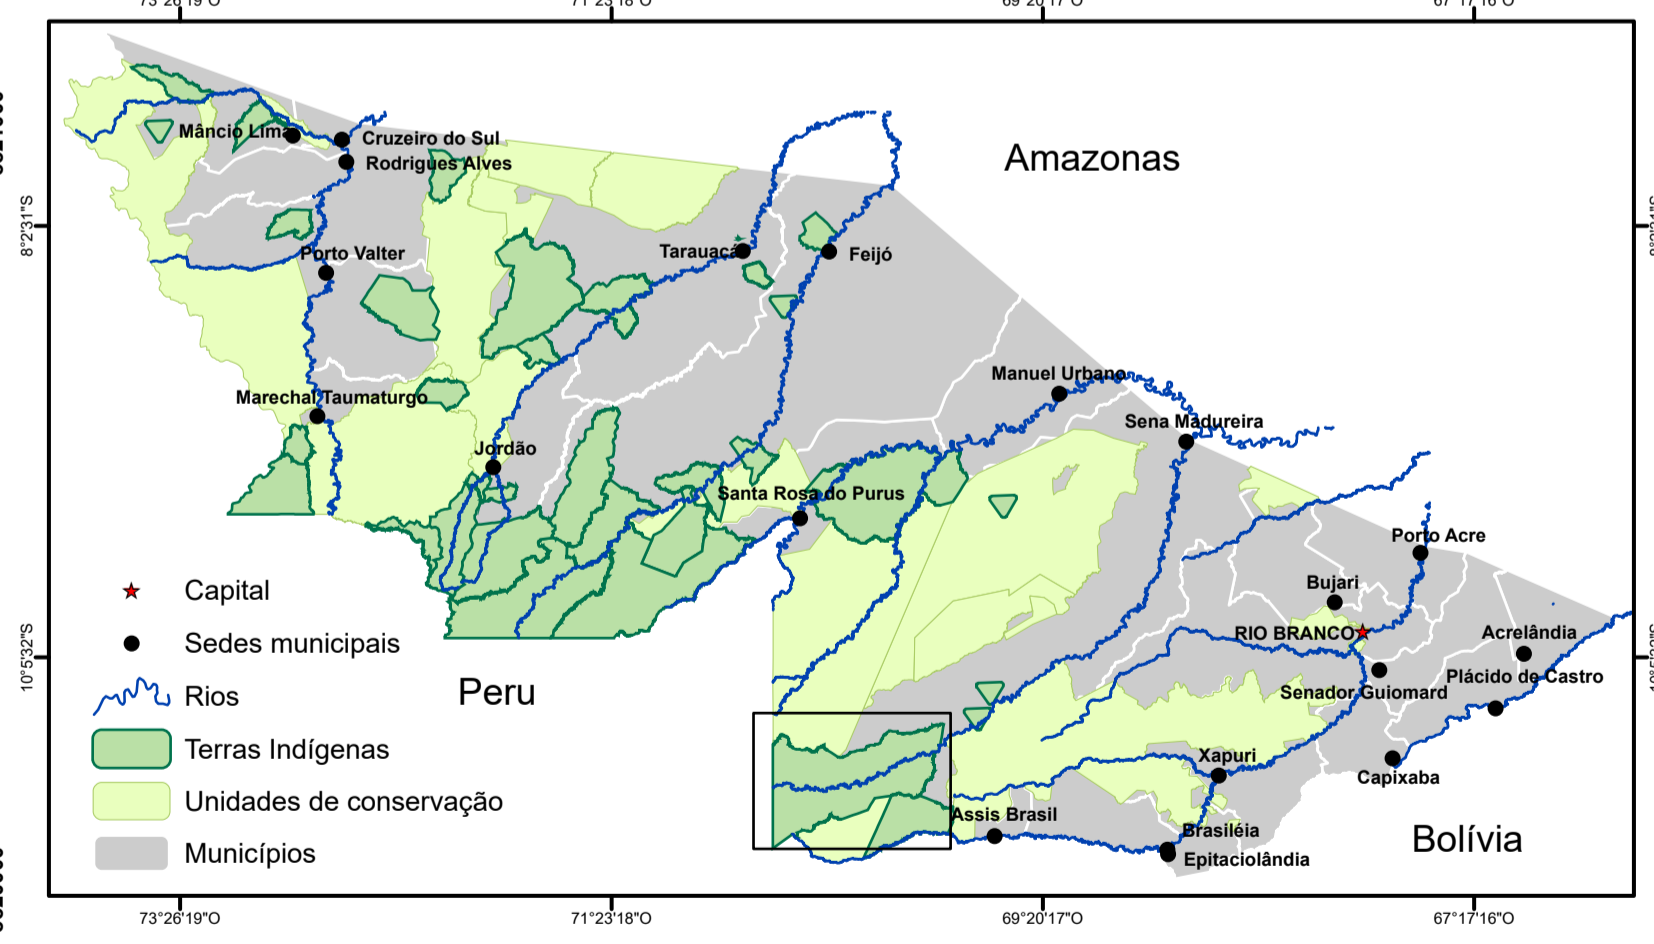 73°26'19"O 71°23'18"O 69°20'17"O 67°17'16"O
Amazonas
Mâncio Lima
Cruzeiro do Sul
Rodrigues Alves
8°2'31"S
Porto Valter
Tarauacá
Feijó
Manuel Urbano
Marechal Taumaturgo
Sena Madureira
Jordão
Santa Rosa do Purus
Porto Acre
Bujari
Capital
RIO BRANCO
Acrelândia
Sedes municipais
10°5'32"S
Plácido de Castro
Senador Guiomard
Peru
Rios
Terras Indígenas
Xapuri
Capixaba
Unidades de conservação
Assis Brasil
Brasiléia
Bolívia
Epitaciolândia
Municípios
73°26'19"O 71°23'18"O 69°20'17"O 67°17'16"O